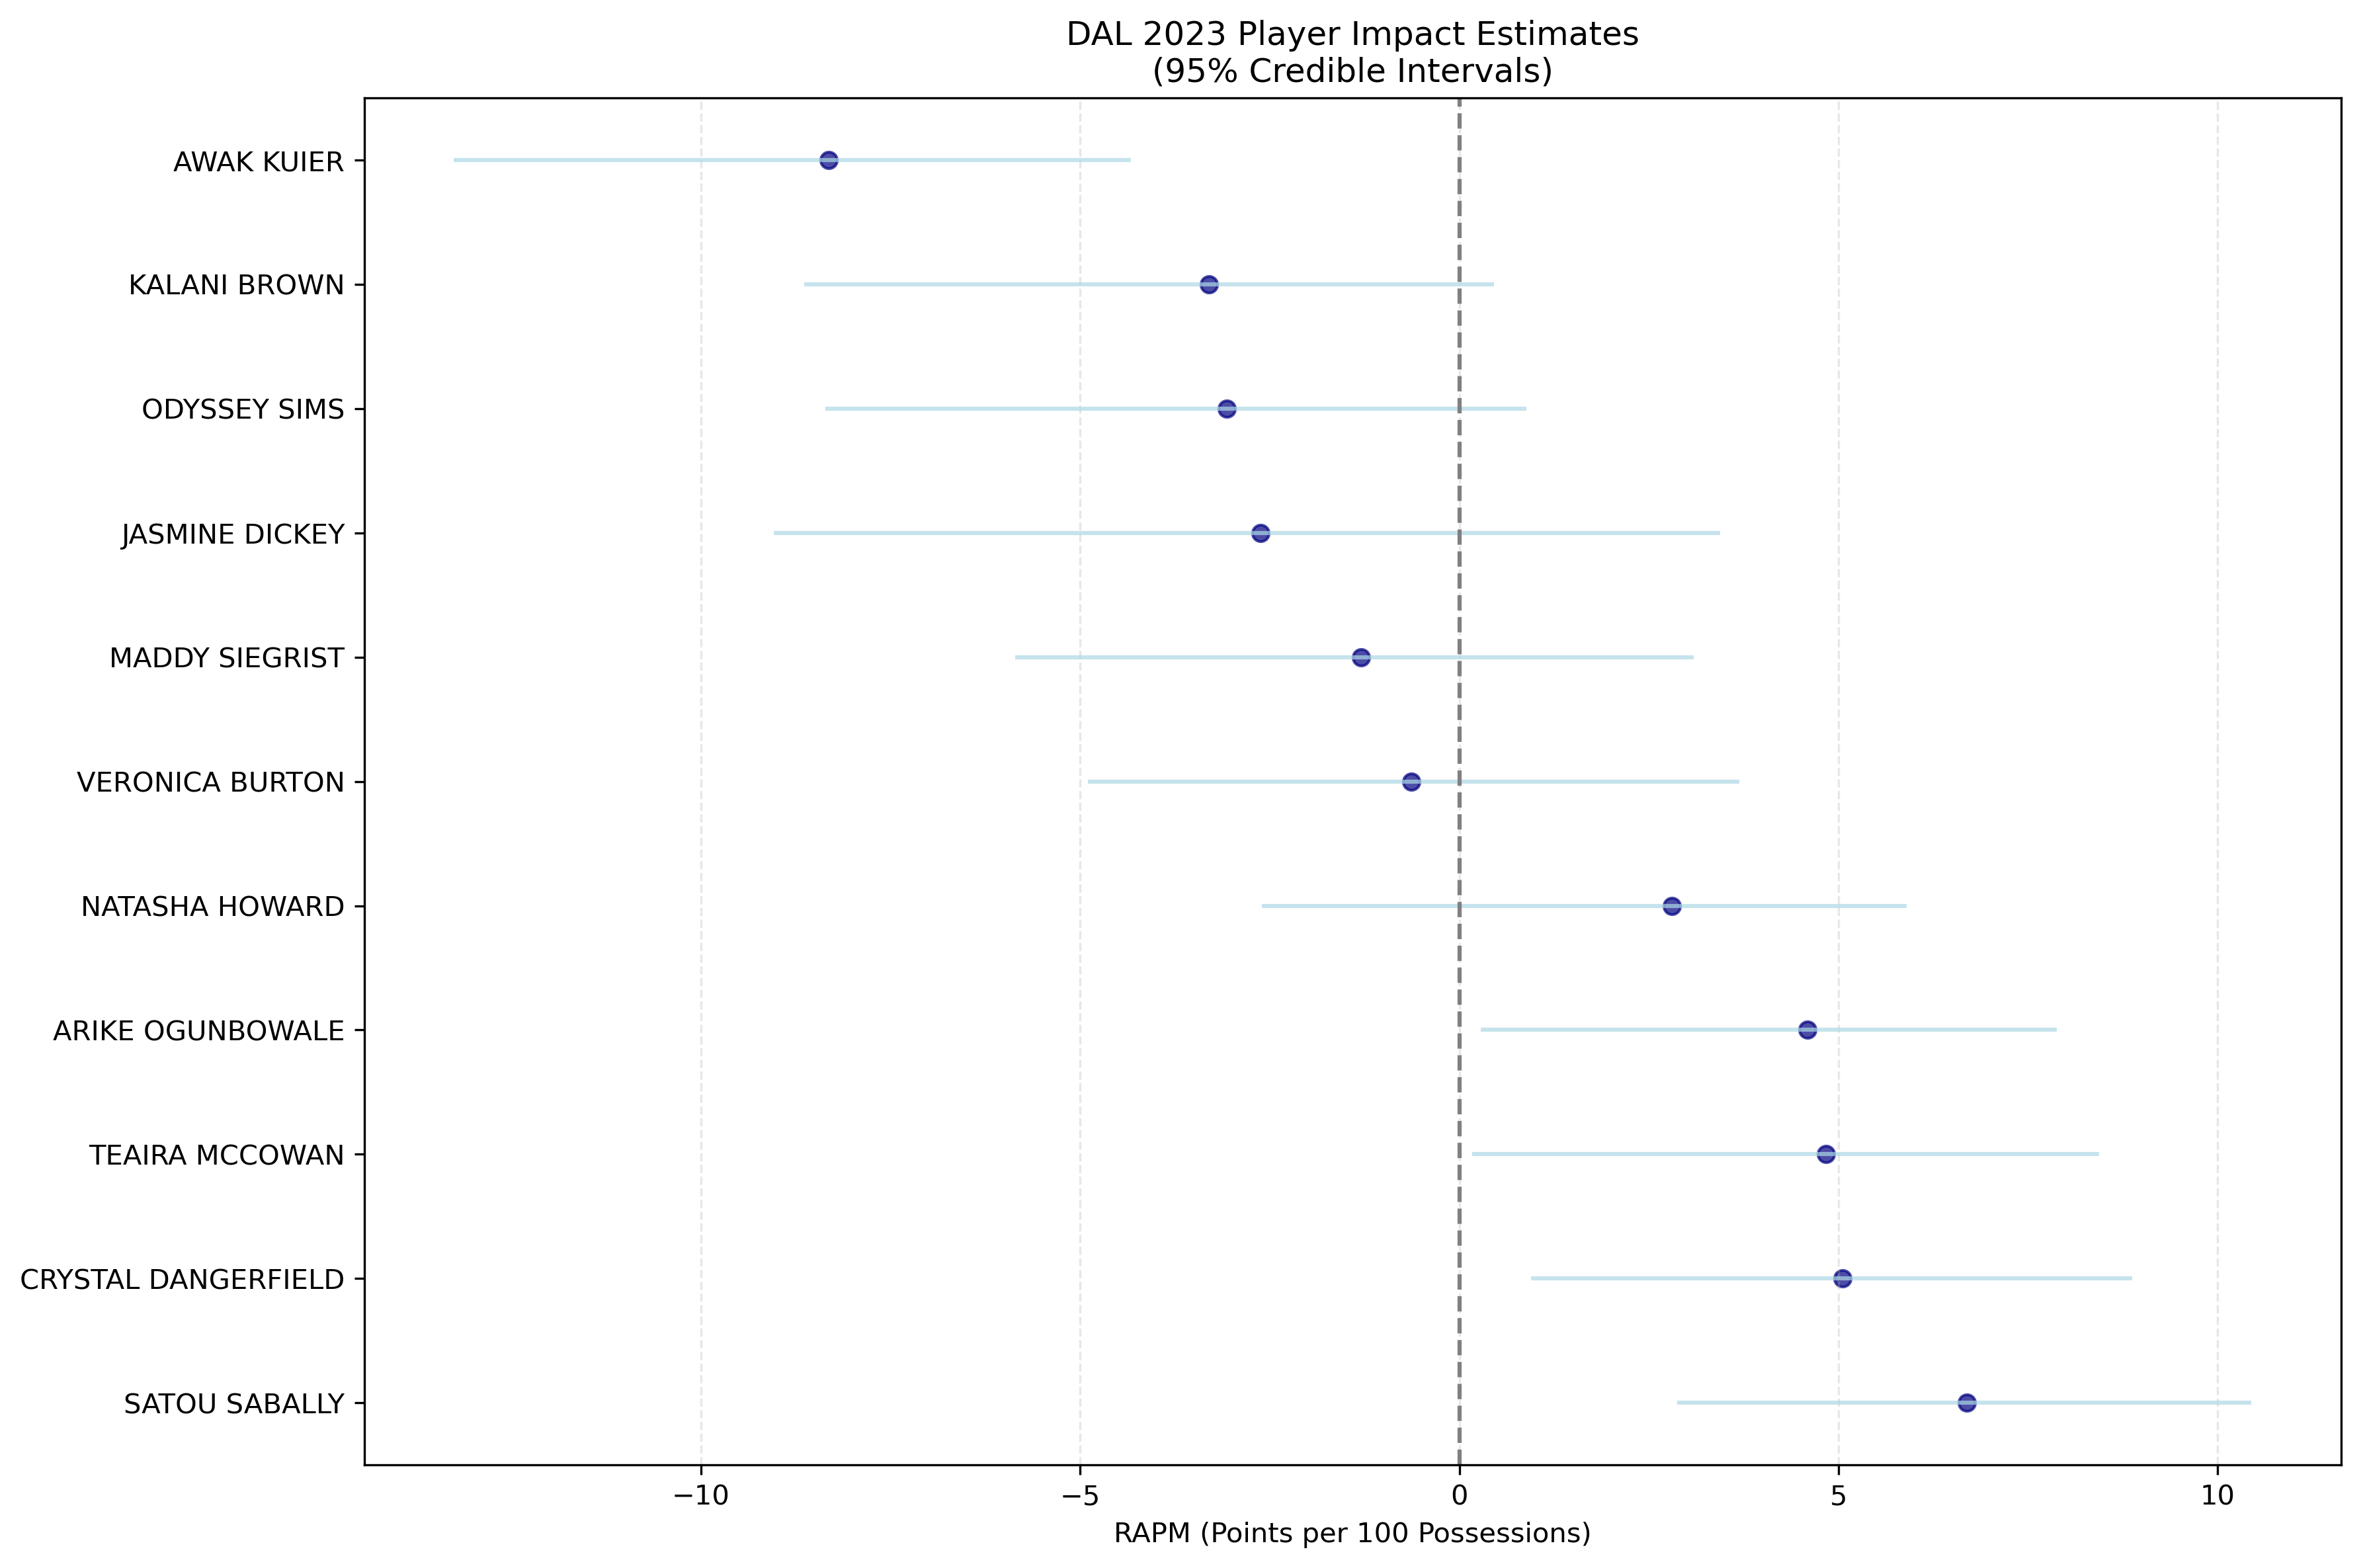 DAL 2023 Player Impact Estimates
(95% Credible Intervals)
AWAK KUIER
KALANI BROWN
ODYSSEY SIMS
JASMINE DICKEY
MADDY SIEGRIST
VERONICA BURTON
NATASHA HOWARD
ARIKE OGUNBOWALE
TEAIRA MCCOWAN
CRYSTAL DANGERFIELD
SATOU SABALLY
−10 −5 0 5 10
RAPM (Points per 100 Possessions)